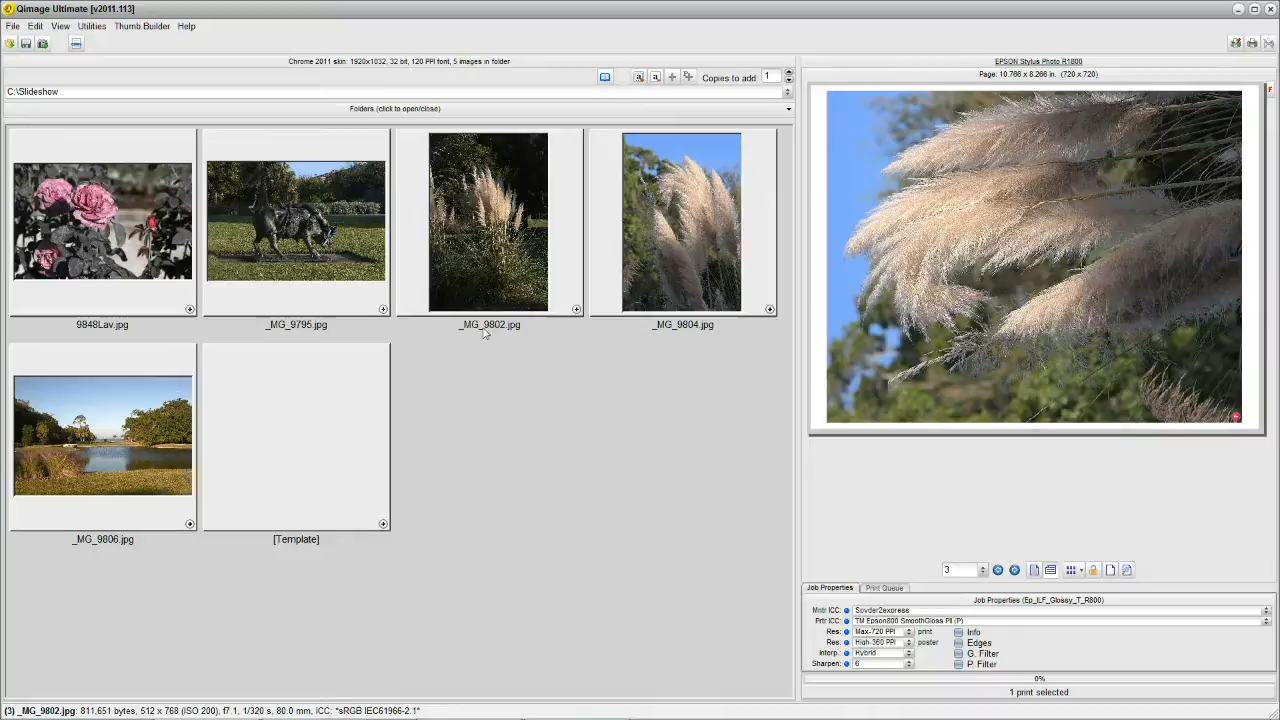 Qimage Ultimate [v2011.113]
File Edit View Utilities Thumb Builder Help
Chrome 2011 skin: 1920x1032, 32 bit, 120 PPI font, 5 images in folder
Copies to add: 1
C:\Slideshow
Folders (click to open/close)
9848Lav.jpg
_MG_9795.jpg
_MG_9802.jpg
_MG_9804.jpg
_MG_9806.jpg
[Template]
EPSON Stylus Photo R1800
Page: 10.766 x 8.266 in. (720 x 720)
F
3
Job Properties Print Queue
Job Properties (Ep_ILF_Glossy_T_R800)
Mntr ICC: Spyder2express
Prtr ICC: TM Epson800 SmoothGloss Pll (P)
Res: Max-720 PPI print Info
Res: High-360 PPI poster Edges
Interp.: Hybrid G. Filter
Sharpen: 6 P. Filter
0%
1 print selected
(3) _MG_9802.jpg: 811,651 bytes, 512 x 768 (ISO 200), f7.1, 1/320 s, 80.0 mm, ICC: "sRGB IEC61966-2.1"